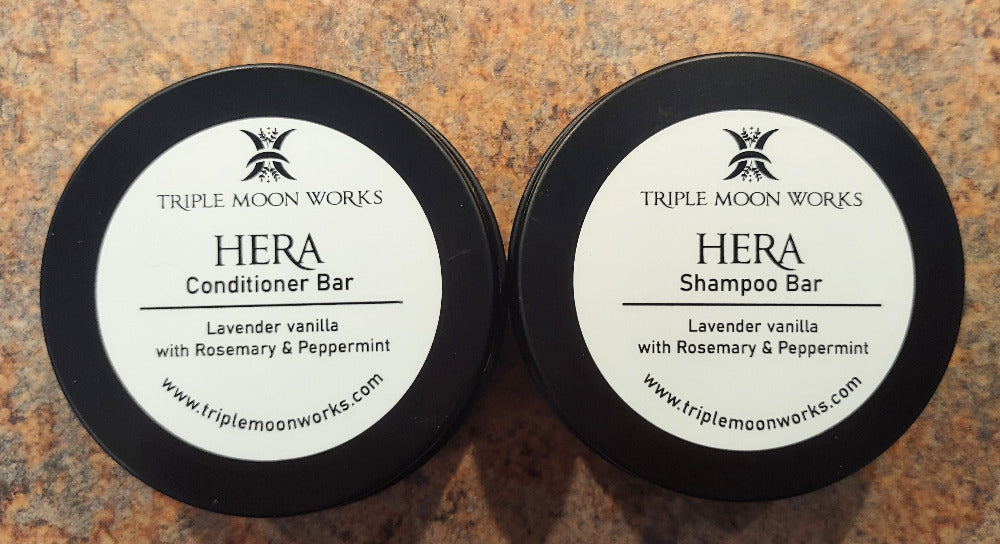 TRIPLE MOON WORKS
HERA
Conditioner Bar
Lavender vanilla
with Rosemary & Peppermint
www.triplemoonworks.com
TRIPLE MOON WORKS
HERA
Shampoo Bar
Lavender vanilla
with Rosemary & Peppermint
www.triplemoonworks.com